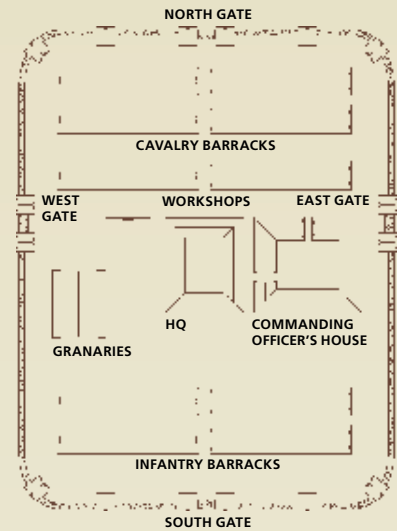 NORTH GATE
CAVALRY BARRACKS
WEST
GATE
WORKSHOPS
EAST GATE
HQ
COMMANDING
OFFICER'S HOUSE
GRANARIES
INFANTRY BARRACKS
SOUTH GATE